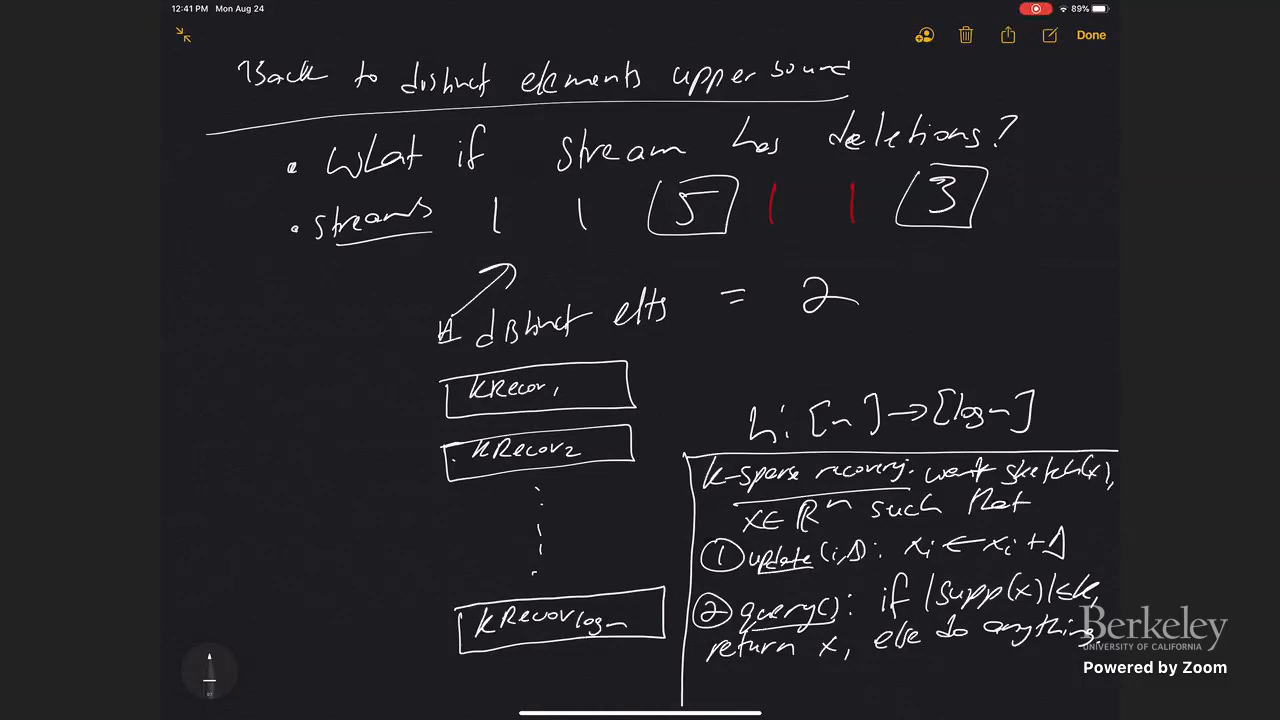 12:41 PM Mon Aug 24
89%
Done
Back to distinct elements upper bound
• What if stream has deletions?
• streams 1 1 5 1 1 3
# distinct elts = 2
kRecov1
kRecov2
kRecov log n
h: [n] → [log n]
k-sparse recovery: want sketch(x),
x ∈ ℝⁿ such that
① update(i,Δ): xᵢ ← xᵢ + Δ
② query(): if |supp(x)| ≤ k,
return x, else do anything.
Berkeley
UNIVERSITY OF CALIFORNIA
Powered by Zoom